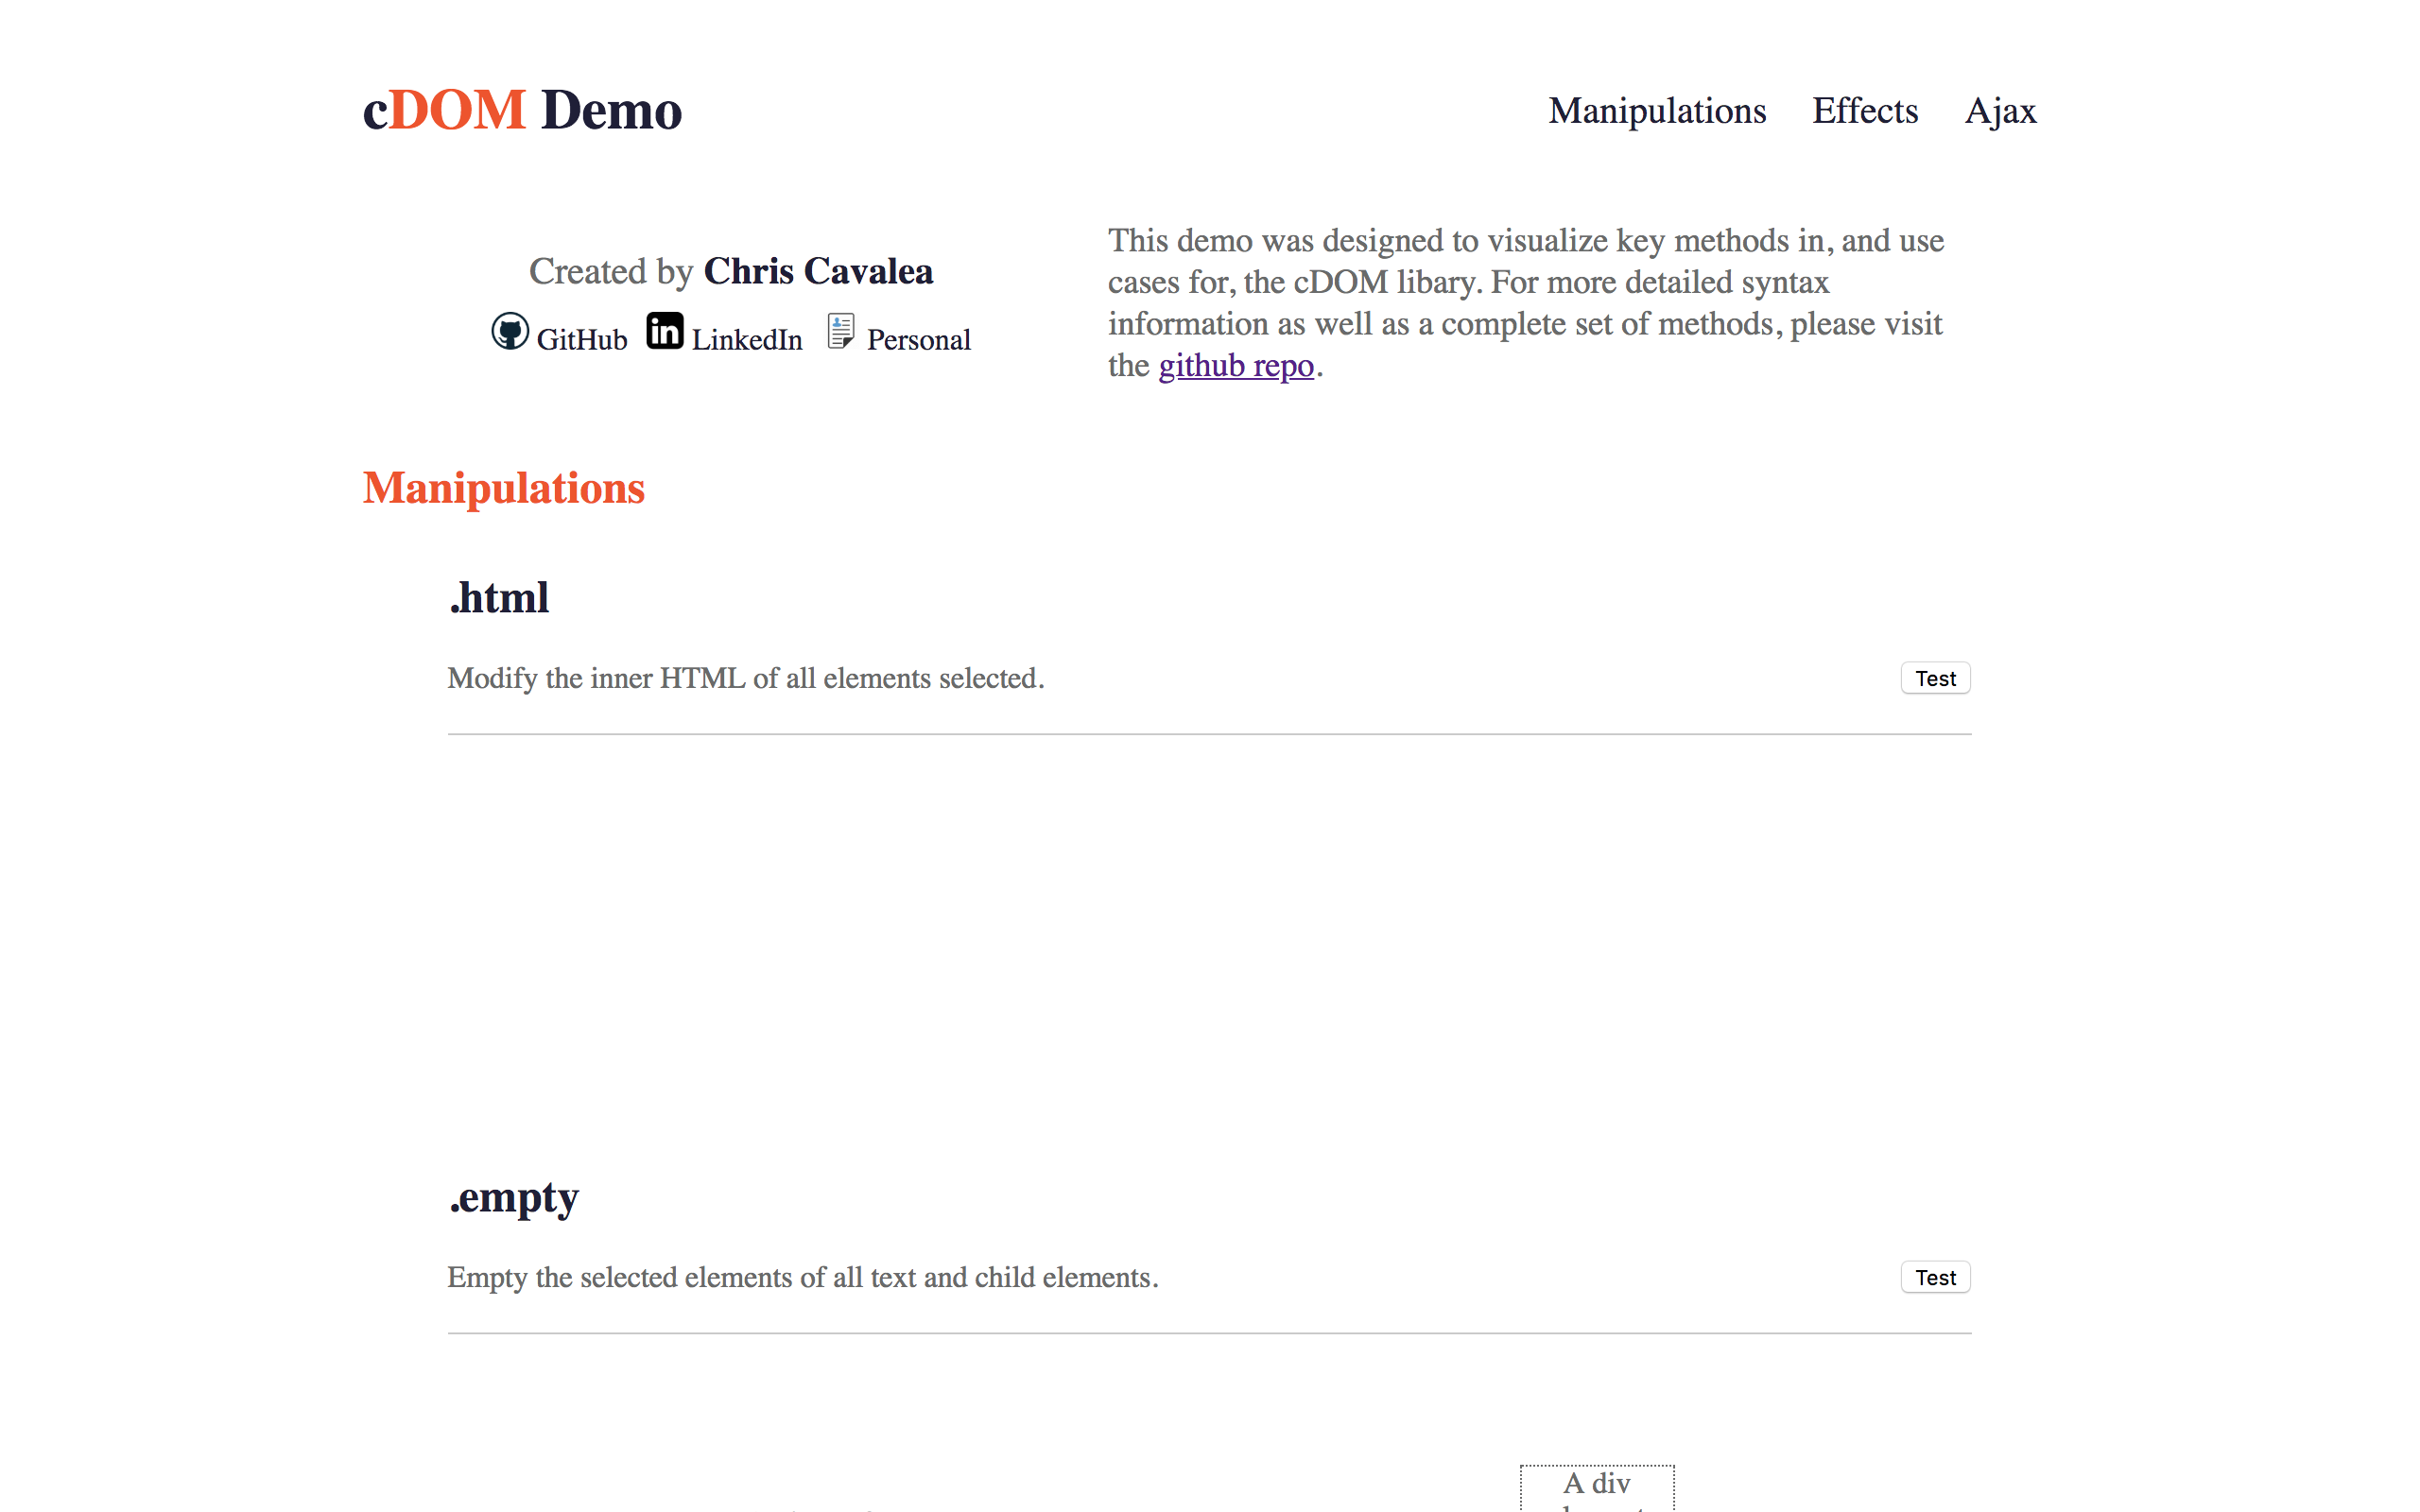 cDOM Demo
Manipulations Effects Ajax
Created by Chris Cavalea
GitHub LinkedIn Personal
This demo was designed to visualize key methods in, and use
cases for, the cDOM libary. For more detailed syntax
information as well as a complete set of methods, please visit
the github repo.
Manipulations
.html
Modify the inner HTML of all elements selected.
Test
.empty
Empty the selected elements of all text and child elements.
Test
A div